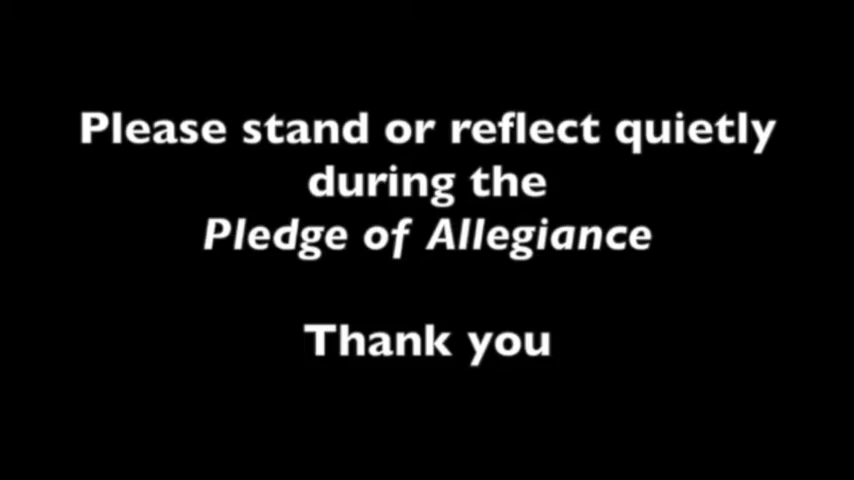 Please stand or reflect quietly
during the
Pledge of Allegiance
Thank you